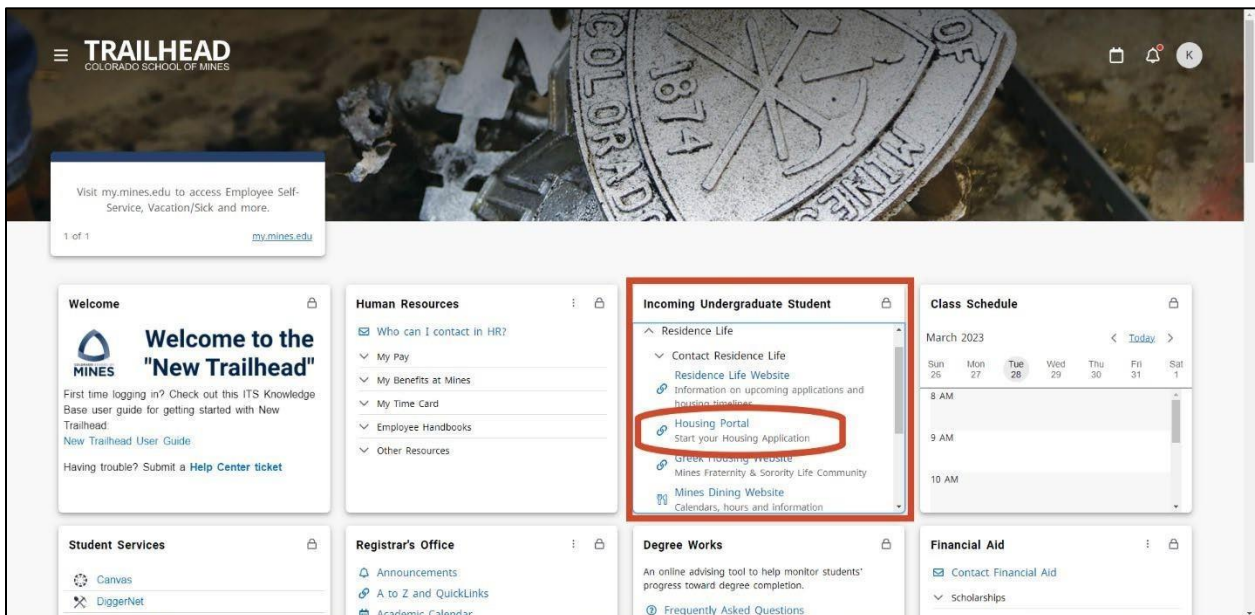 TRAILHEAD
COLORADO SCHOOL OF MINES
K
COLORADO
SCHOOL OF
MINES
1874
Visit my.mines.edu to access Employee Self-
Service, Vacation/Sick and more.
1 of 1
my.mines.edu
Welcome
MINES
Welcome to the
"New Trailhead"
First time logging in? Check out this ITS Knowledge
Base user guide for getting started with New
Trailhead:
New Trailhead User Guide
Having trouble? Submit a Help Center ticket
Human Resources
Who can I contact in HR?
My Pay
My Benefits at Mines
My Time Card
Employee Handbooks
Other Resources
Incoming Undergraduate Student
Residence Life
Contact Residence Life
Residence Life Website
Information on upcoming applications and
housing timelines
Housing Portal
Start your Housing Application
Greek Housing Website
Mines Fraternity & Sorority Life Community
Mines Dining Website
Calendars, hours and information
Class Schedule
March 2023
Today
Sun Mon Tue Wed Thu Fri Sat
26 27 28 29 30 31 1
8 AM
9 AM
10 AM
Student Services
Canvas
DiggerNet
Registrar's Office
Announcements
A to Z and QuickLinks
Academic Calendar
Degree Works
An online advising tool to help monitor students'
progress toward degree completion.
Frequently Asked Questions
Financial Aid
Contact Financial Aid
Scholarships